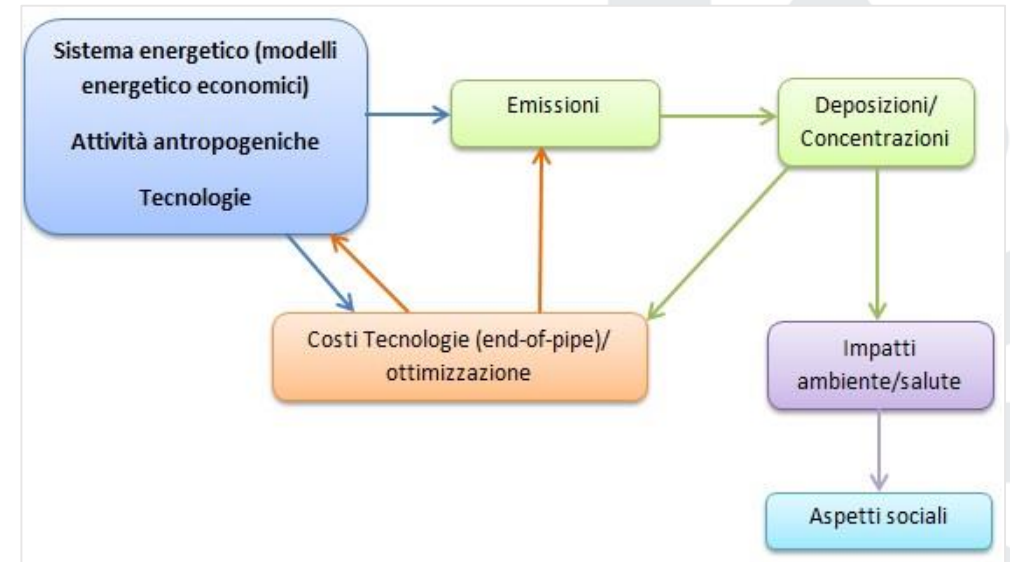 Sistema energetico (modelli
energetico economici)
Attività antropogeniche
Tecnologie
Emissioni
Deposizioni/
Concentrazioni
Costi Tecnologie (end-of-pipe)/
ottimizzazione
Impatti
ambiente/salute
Aspetti sociali